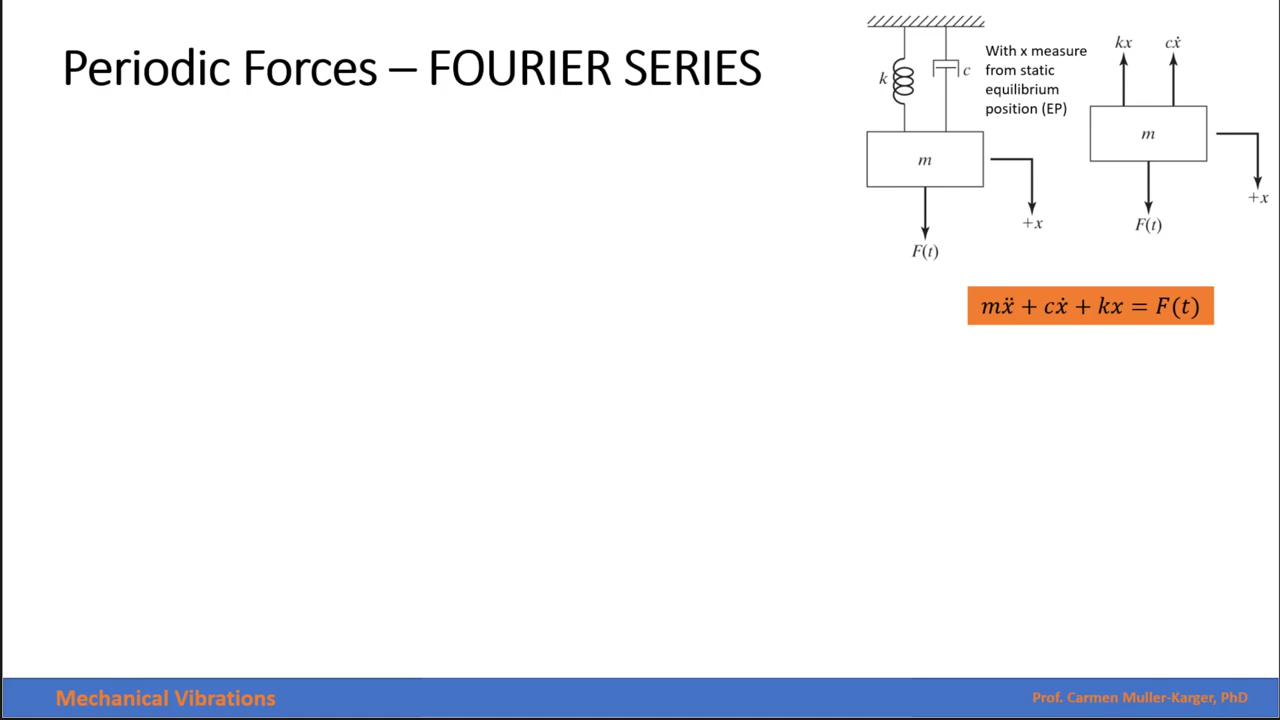 Periodic Forces – FOURIER SERIES
With x measure
from static
equilibrium
position (EP)
k
c
m
+x
F(t)
kx
cẋ
m
+x
F(t)
mẍ + cẋ + kx = F(t)
Mechanical Vibrations
Prof. Carmen Muller-Karger, PhD